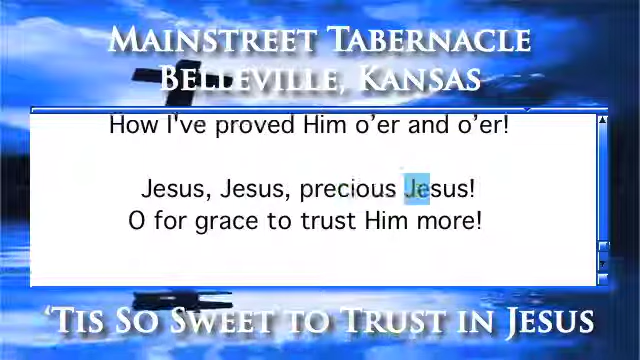 Mainstreet Tabernacle
Belleville, Kansas
How I've proved Him o’er and o’er!
Jesus, Jesus, precious Jesus!
O for grace to trust Him more!
‘Tis So Sweet to Trust in Jesus